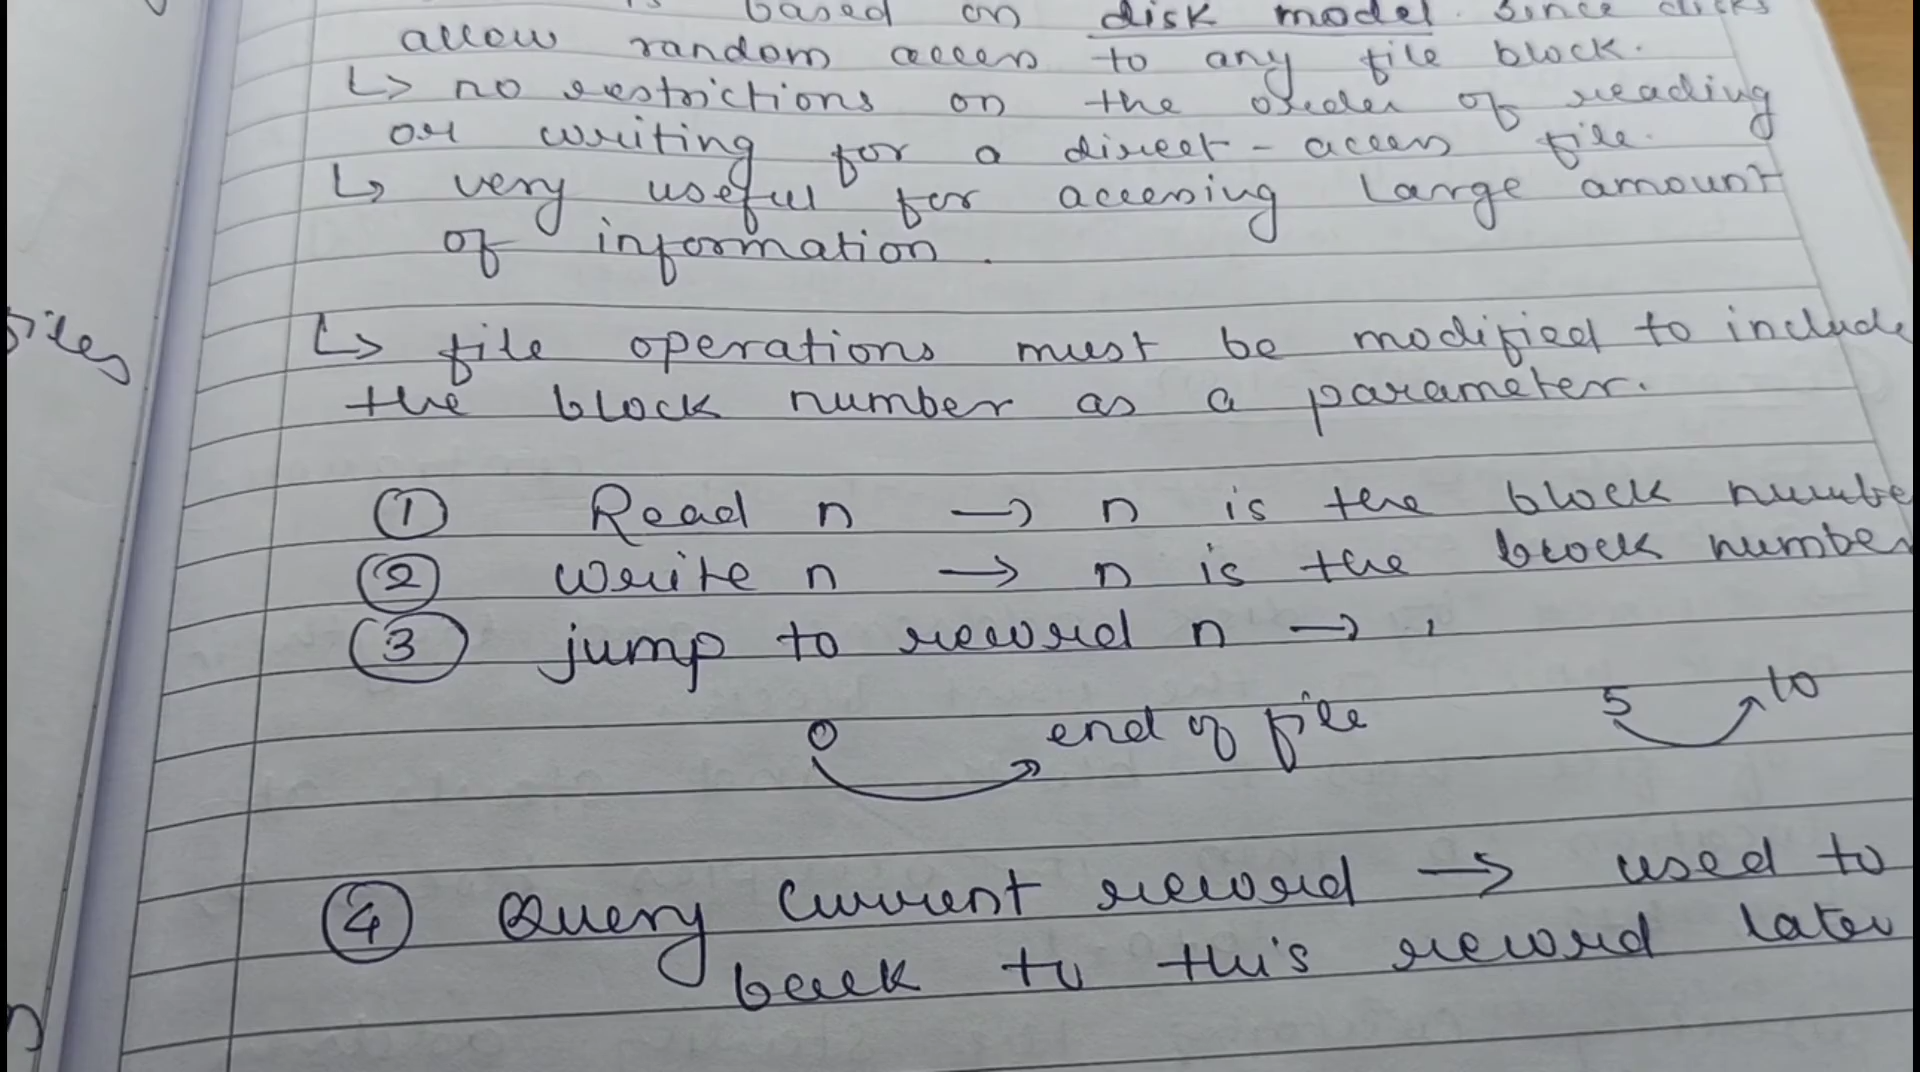 based on disk model. Since disks
allow random access to any file block.
↳ no restrictions on the order of reading
or writing for a direct-access file.
↳ very useful for accessing large amount
of information.
↳ file operations must be modified to include
the block number as a parameter.
① Read n → n is the block numbe
② write n → n is the block number
③ jump to record n → ,
0 end of file 5 10
④ Query current record → used to
back to this record later